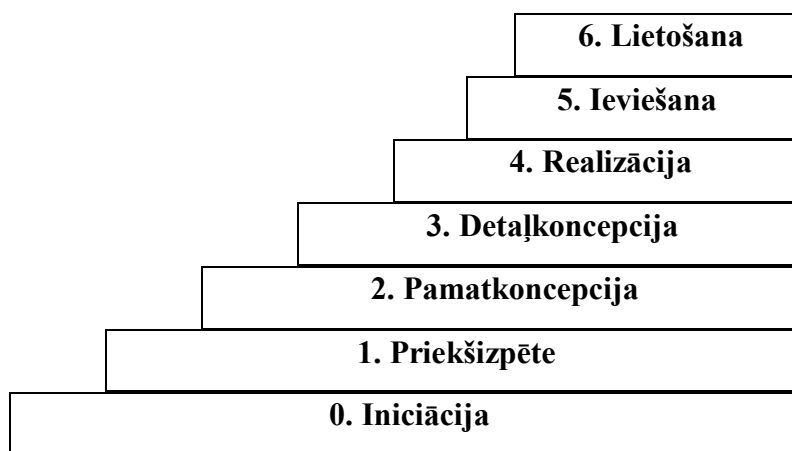 6. Lietošana
5. Ieviešana
4. Realizācija
3. Detaļkoncepcija
2. Pamatkoncepcija
1. Priekšizpēte
0. Iniciācija